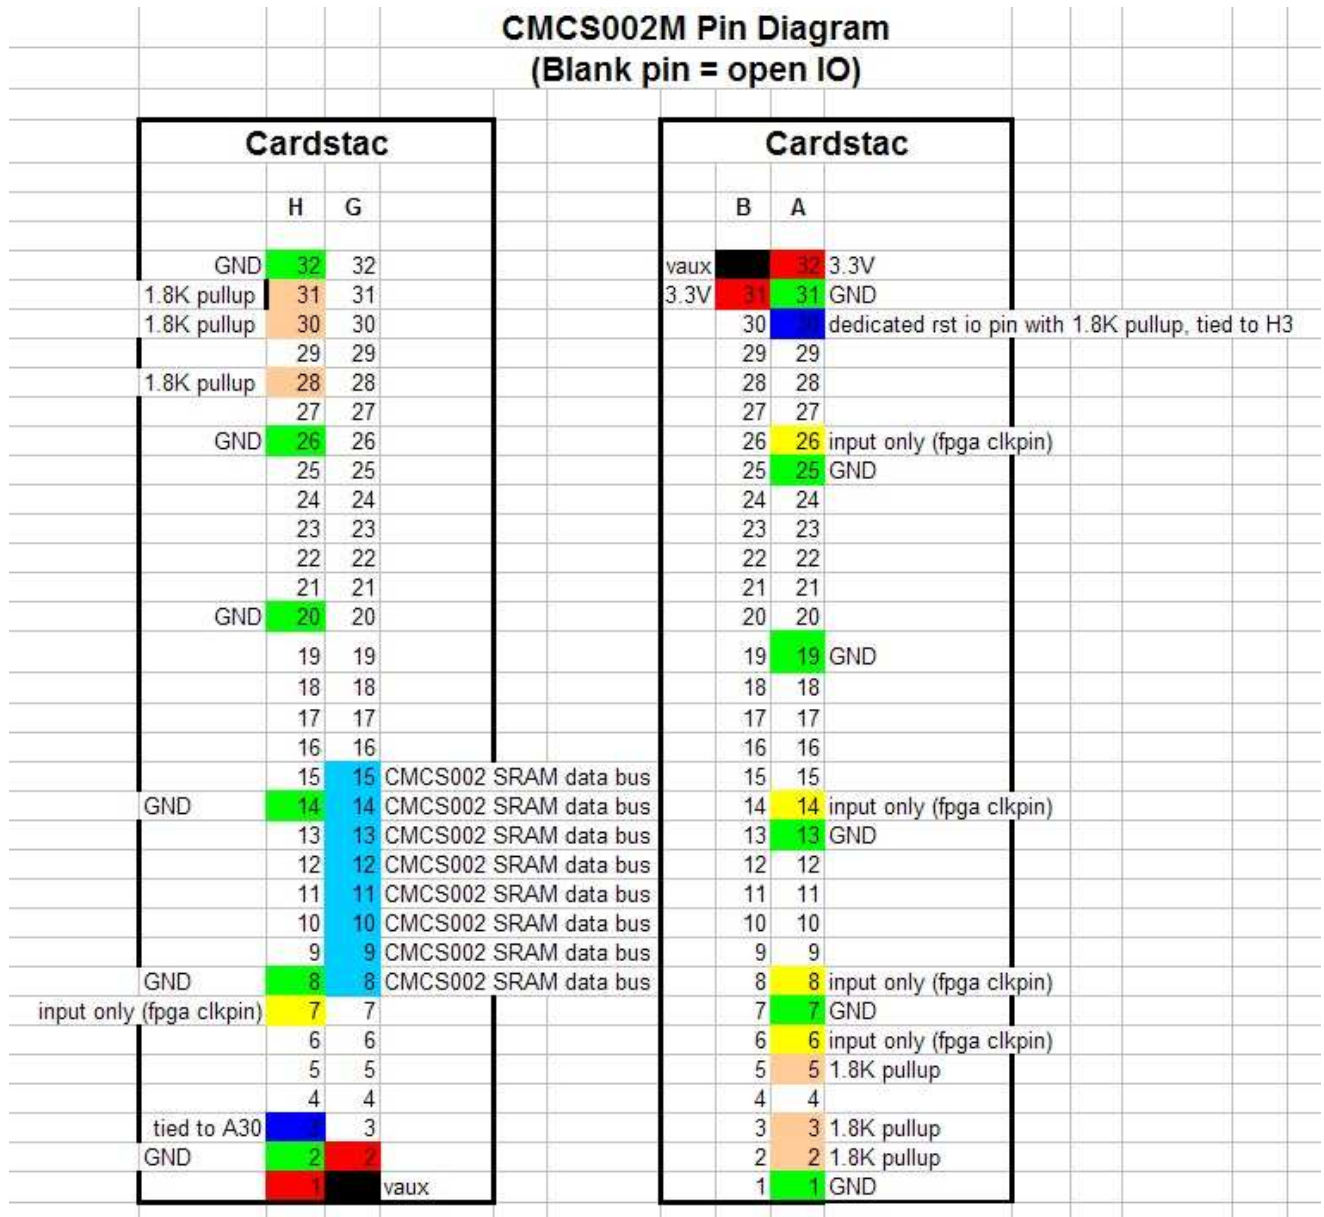 CMCS002M Pin Diagram
(Blank pin = open IO)
Cardstac Cardstac
H G B A
GND 32 32 vaux 32 3.3V
1.8K pullup 31 31 3.3V 31 31 GND
1.8K pullup 30 30 30 30 dedicated rst io pin with 1.8K pullup, tied to H3
29 29 29 29
1.8K pullup 28 28 28 28
27 27 27 27
GND 26 26 26 26 input only (fpga clkpin)
25 25 25 25 GND
24 24 24 24
23 23 23 23
22 22 22 22
21 21 21 21
GND 20 20 20 20
19 19 19 19 GND
18 18 18 18
17 17 17 17
16 16 16 16
15 15 CMCS002 SRAM data bus 15 15
GND 14 14 CMCS002 SRAM data bus 14 14 input only (fpga clkpin)
13 13 CMCS002 SRAM data bus 13 13 GND
12 12 CMCS002 SRAM data bus 12 12
11 11 CMCS002 SRAM data bus 11 11
10 10 CMCS002 SRAM data bus 10 10
9 9 CMCS002 SRAM data bus 9 9
GND 8 8 CMCS002 SRAM data bus 8 8 input only (fpga clkpin)
input only (fpga clkpin) 7 7 7 7 GND
6 6 6 6 input only (fpga clkpin)
5 5 5 5 1.8K pullup
4 4 4 4
tied to A30 3 3 3 3 1.8K pullup
GND 2 2 2 2 1.8K pullup
1 vaux 1 1 GND